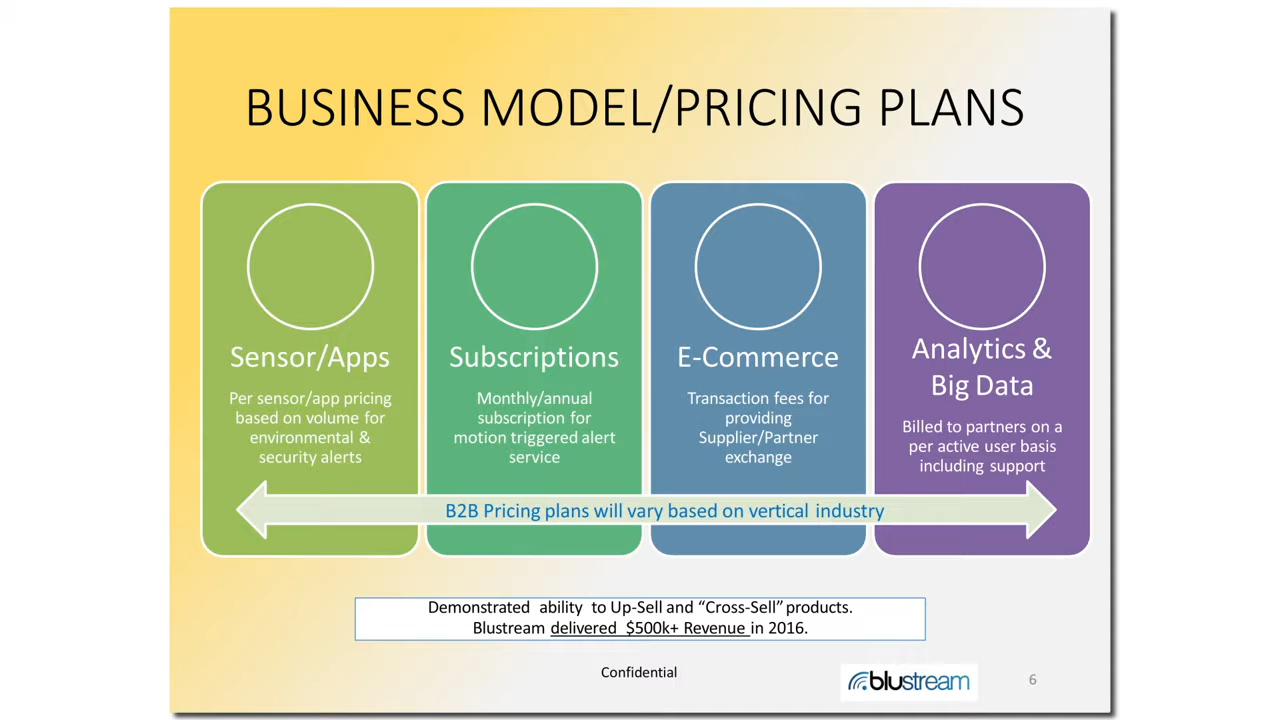 BUSINESS MODEL/PRICING PLANS
Sensor/Apps
Per sensor/app pricing
based on volume for
environmental &
security alerts
Subscriptions
Monthly/annual
subscription for
motion triggered alert
service
E-Commerce
Transaction fees for
providing
Supplier/Partner
exchange
Analytics &
Big Data
Billed to partners on a
per active user basis
including support
B2B Pricing plans will vary based on vertical industry
Demonstrated ability to Up-Sell and “Cross-Sell” products.
Blustream delivered $500k+ Revenue in 2016.
Confidential
blustream
6